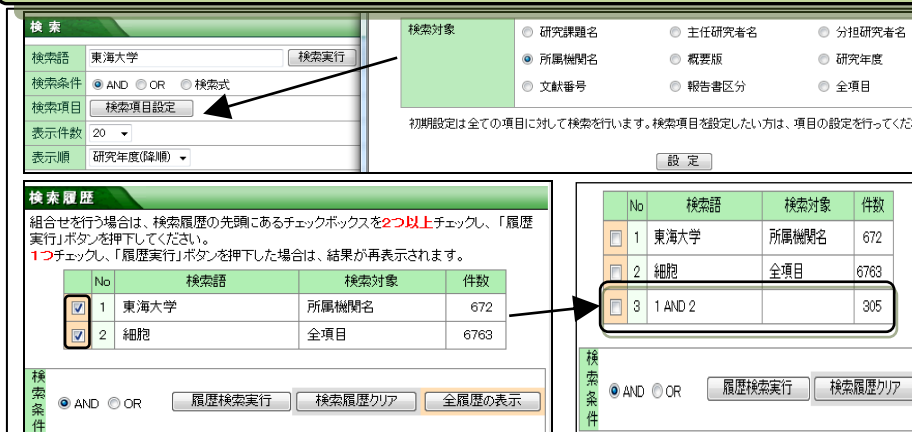 検 索
検索語 東海大学 検索実行
検索条件 AND OR 検索式
検索項目 検索項目設定
表示件数 20
表示順 研究年度(降順)
検索対象 研究課題名 主任研究者名 分担研究者名
所属機関名 概要版 研究年度
文献番号 報告書区分 全項目
初期設定は全ての項目に対して検索を行います。検索項目を設定したい方は、項目の設定を行ってくだ
設 定
検索履歴
組合せを行う場合は、検索履歴の先頭にあるチェックボックスを2つ以上チェックし、「履歴
実行」ボタンを押下してください。
1つチェックし、「履歴実行」ボタンを押下した場合は、結果が再表示されます。
No 検索語 検索対象 件数
1 東海大学 所属機関名 672
2 細胞 全項目 6763
検索条件 AND OR 履歴検索実行 検索履歴クリア 全履歴の表示
No 検索語 検索対象 件数
1 東海大学 所属機関名 672
2 細胞 全項目 6763
3 1 AND 2 305
検索条件 AND OR 履歴検索実行 検索履歴クリア